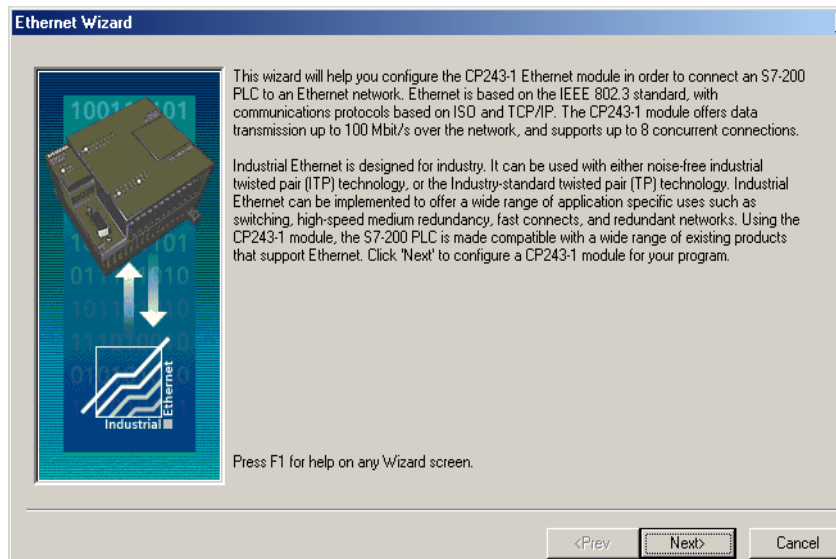 Ethernet Wizard
This wizard will help you configure the CP243-1 Ethernet module in order to connect an S7-200
PLC to an Ethernet network. Ethernet is based on the IEEE 802.3 standard, with
communications protocols based on ISO and TCP/IP. The CP243-1 module offers data
transmission up to 100 Mbit/s over the network, and supports up to 8 concurrent connections.
Industrial Ethernet is designed for industry. It can be used with either noise-free industrial
twisted pair (ITP) technology, or the Industry-standard twisted pair (TP) technology. Industrial
Ethernet can be implemented to offer a wide range of application specific uses such as
switching, high-speed medium redundancy, fast connects, and redundant networks. Using the
CP243-1 module, the S7-200 PLC is made compatible with a wide range of existing products
that support Ethernet. Click 'Next' to configure a CP243-1 module for your program.
Industrial
Ethernet
Press F1 for help on any Wizard screen.
<Prev
Next>
Cancel